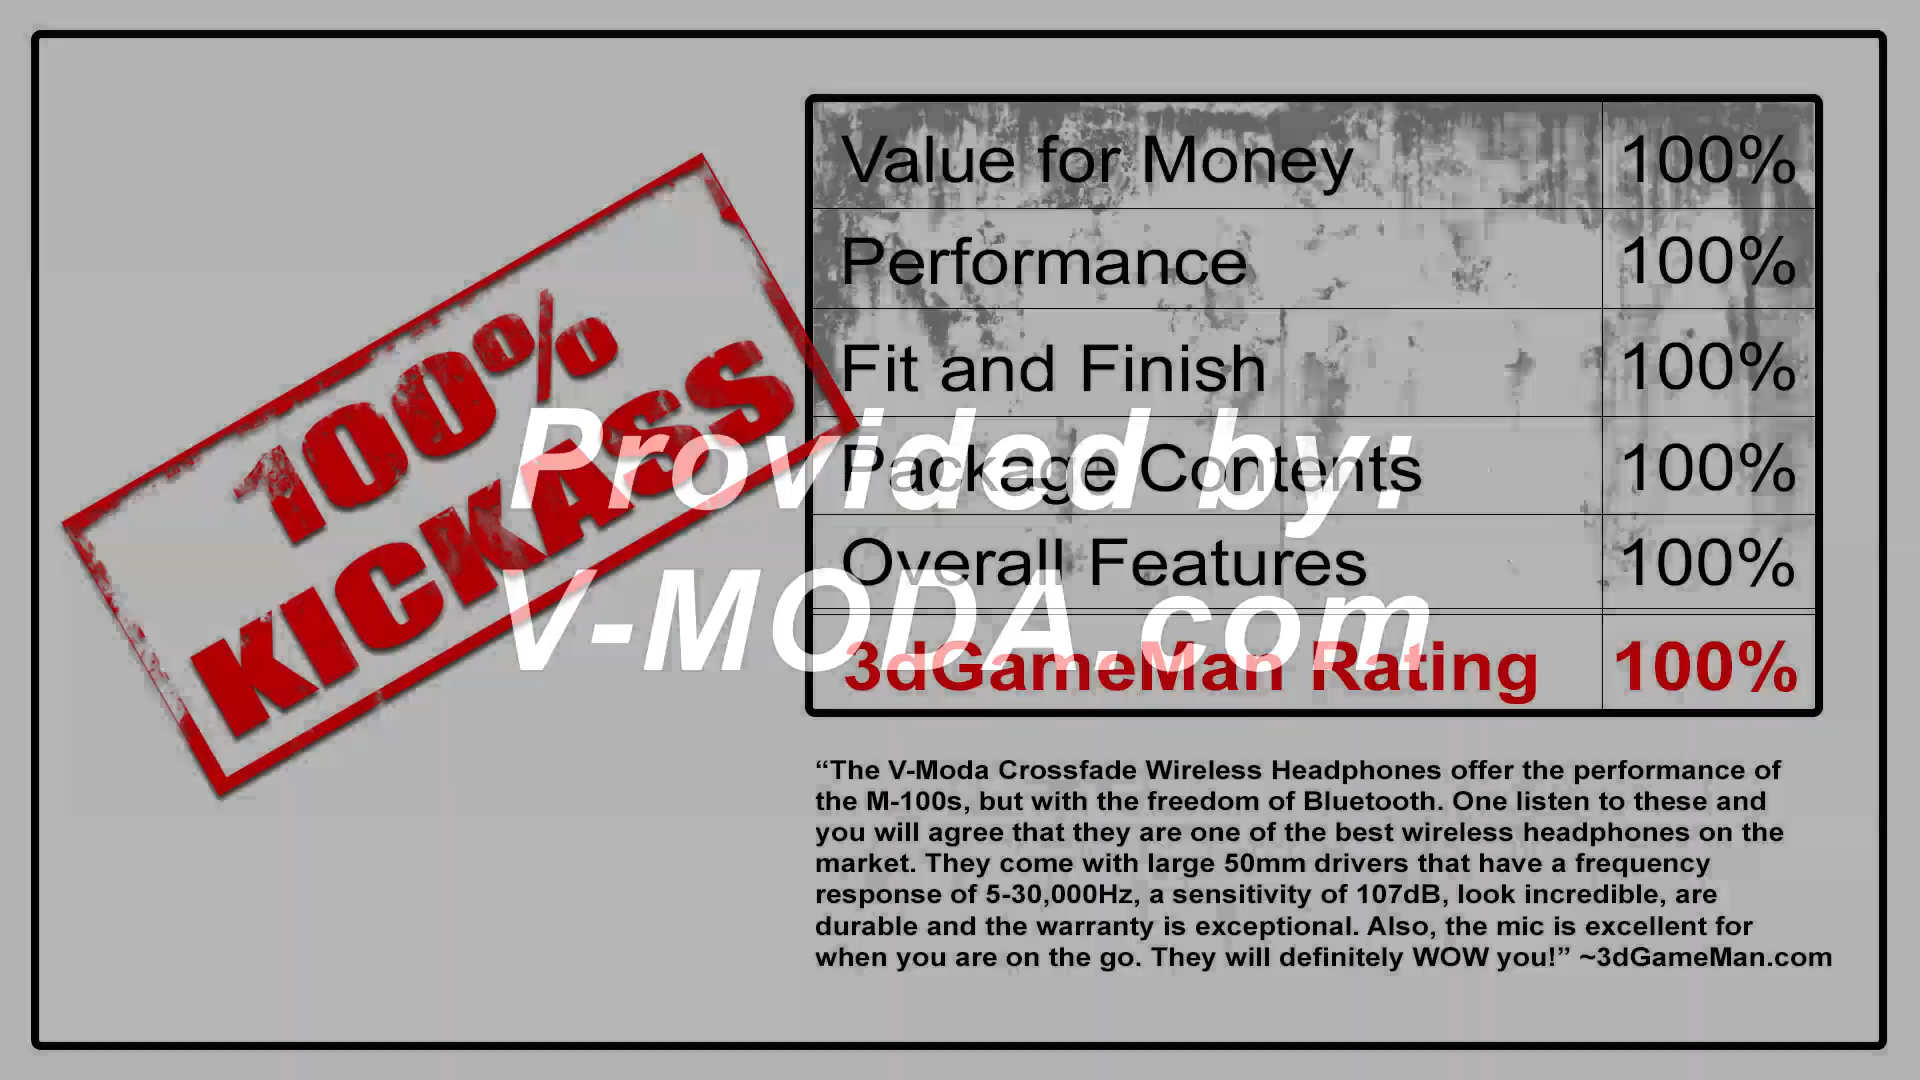 100%
KICKASS
Value for Money 100%
Performance 100%
Fit and Finish 100%
Package Contents 100%
Overall Features 100%
3dGameMan Rating 100%
Provided by:
V-MODA.com
“The V-Moda Crossfade Wireless Headphones offer the performance of
the M-100s, but with the freedom of Bluetooth. One listen to these and
you will agree that they are one of the best wireless headphones on the
market. They come with large 50mm drivers that have a frequency
response of 5-30,000Hz, a sensitivity of 107dB, look incredible, are
durable and the warranty is exceptional. Also, the mic is excellent for
when you are on the go. They will definitely WOW you!” ~3dGameMan.com